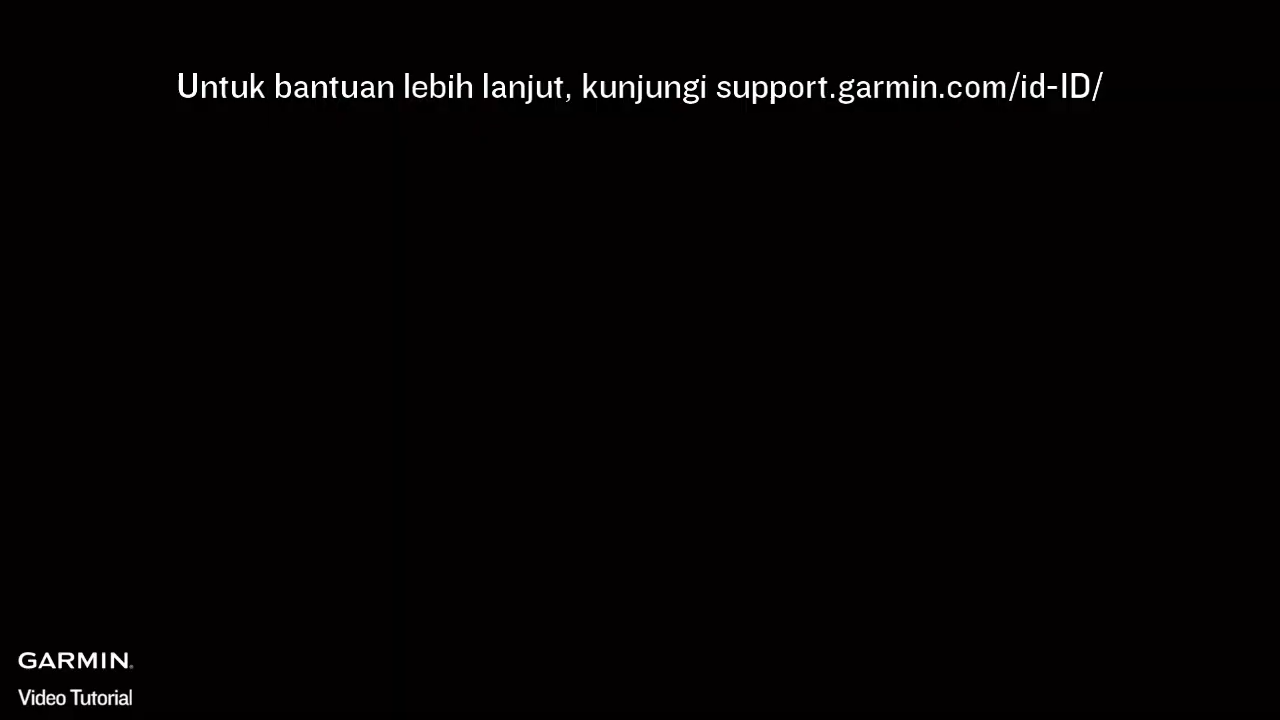 Untuk bantuan lebih lanjut, kunjungi support.garmin.com/id-ID/
GARMIN®
Video Tutorial